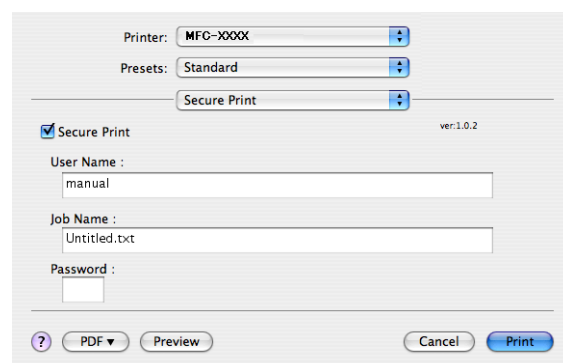 Printer: MFC-XXXX
Presets: Standard
Secure Print
Secure Print ver:1.0.2
User Name :
manual
Job Name :
Untitled.txt
Password :
? PDF ▼ Preview Cancel Print